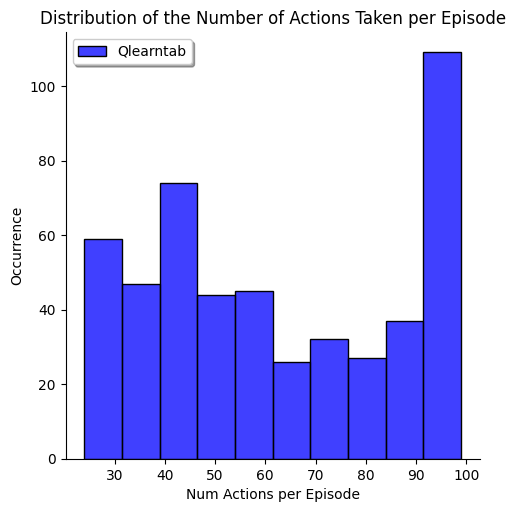 Distribution of the Number of Actions Taken per Episode
Qlearntab
Occurrence
100
80
60
40
20
0
30 40 50 60 70 80 90 100
Num Actions per Episode